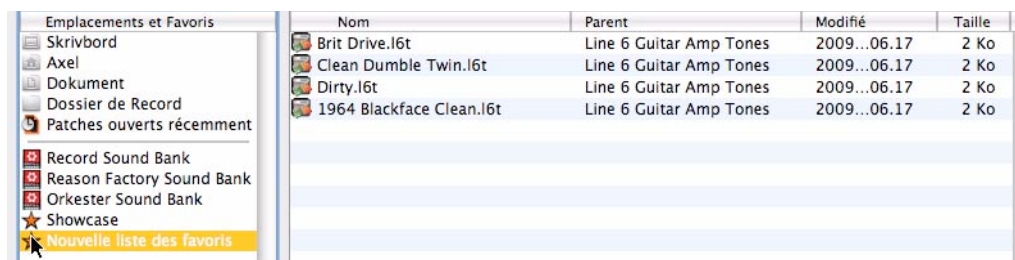 Emplacements et Favoris
Skrivbord
Axel
Dokument
Dossier de Record
Patches ouverts récemment
Record Sound Bank
Reason Factory Sound Bank
Orkester Sound Bank
Showcase
Nouvelle liste des favoris
Nom Parent Modifié Taille
Brit Drive.l6t Line 6 Guitar Amp Tones 2009...06.17 2 Ko
Clean Dumble Twin.l6t Line 6 Guitar Amp Tones 2009...06.17 2 Ko
Dirty.l6t Line 6 Guitar Amp Tones 2009...06.17 2 Ko
1964 Blackface Clean.l6t Line 6 Guitar Amp Tones 2009...06.17 2 Ko